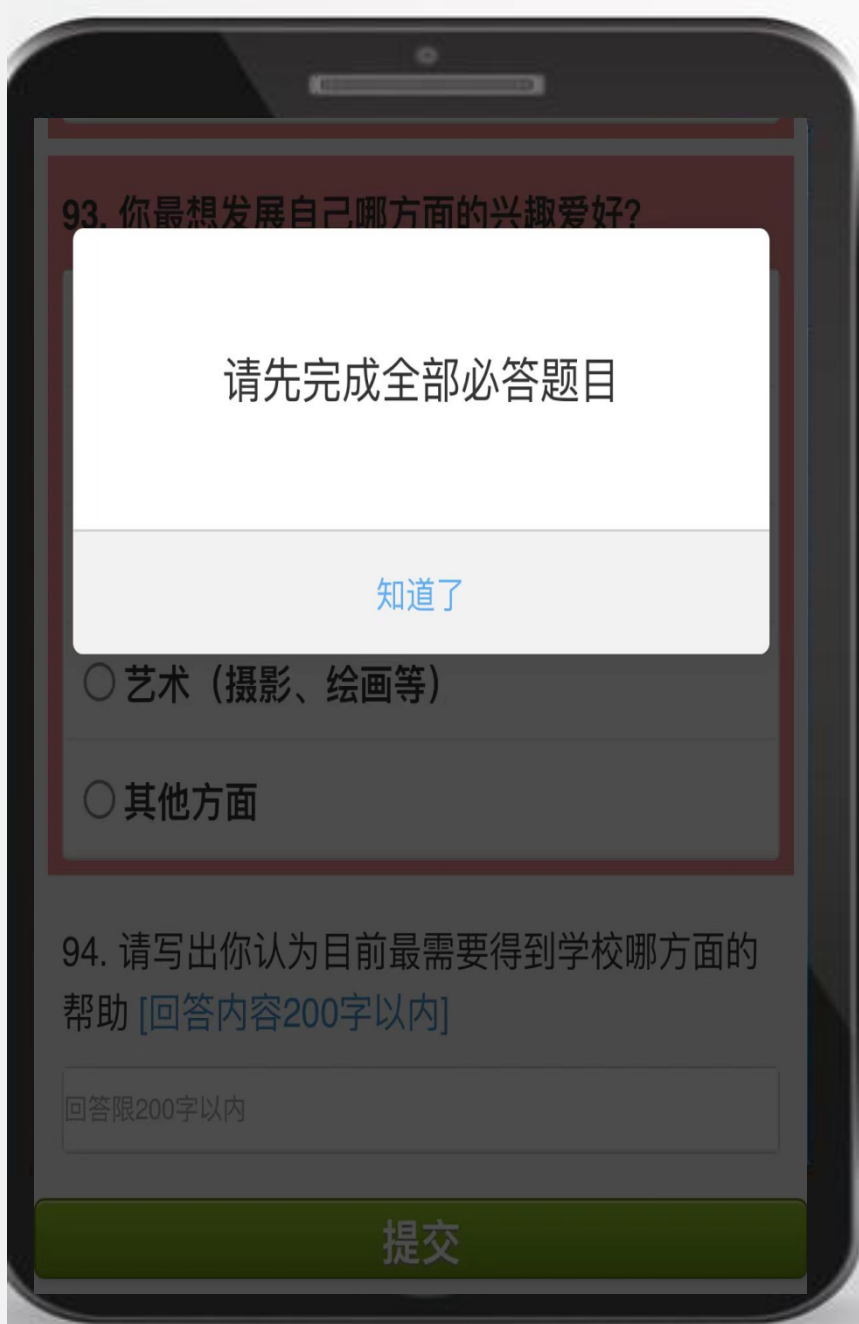 93. 你最想发展自己哪方面的兴趣爱好?
请先完成全部必答题目
知道了
艺术（摄影、绘画等）
其他方面
94. 请写出你认为目前最需要得到学校哪方面的
帮助 [回答内容200字以内]
回答限200字以内
提交